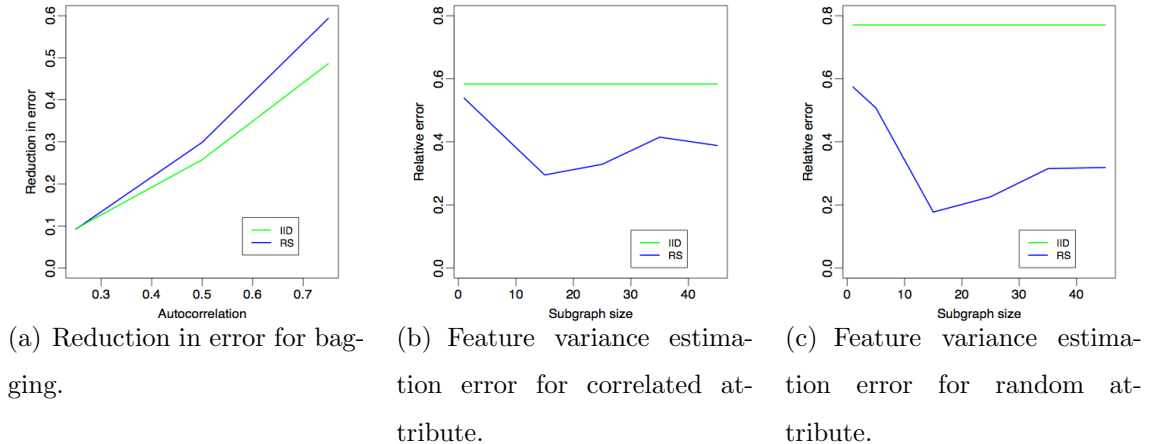 0.6
0.5
0.4
0.3
0.2
0.1
0.0
Reduction in error
IID
RS
0.3 0.4 0.5 0.6 0.7
Autocorrelation
(a) Reduction in error for bag-
ging.
0.8
0.6
0.4
0.2
0.0
Relative error
IID
RS
0 10 20 30 40
Subgraph size
(b) Feature variance estima-
tion error for correlated at-
tribute.
0.8
0.6
0.4
0.2
0.0
Relative error
IID
RS
0 10 20 30 40
Subgraph size
(c) Feature variance estima-
tion error for random at-
tribute.